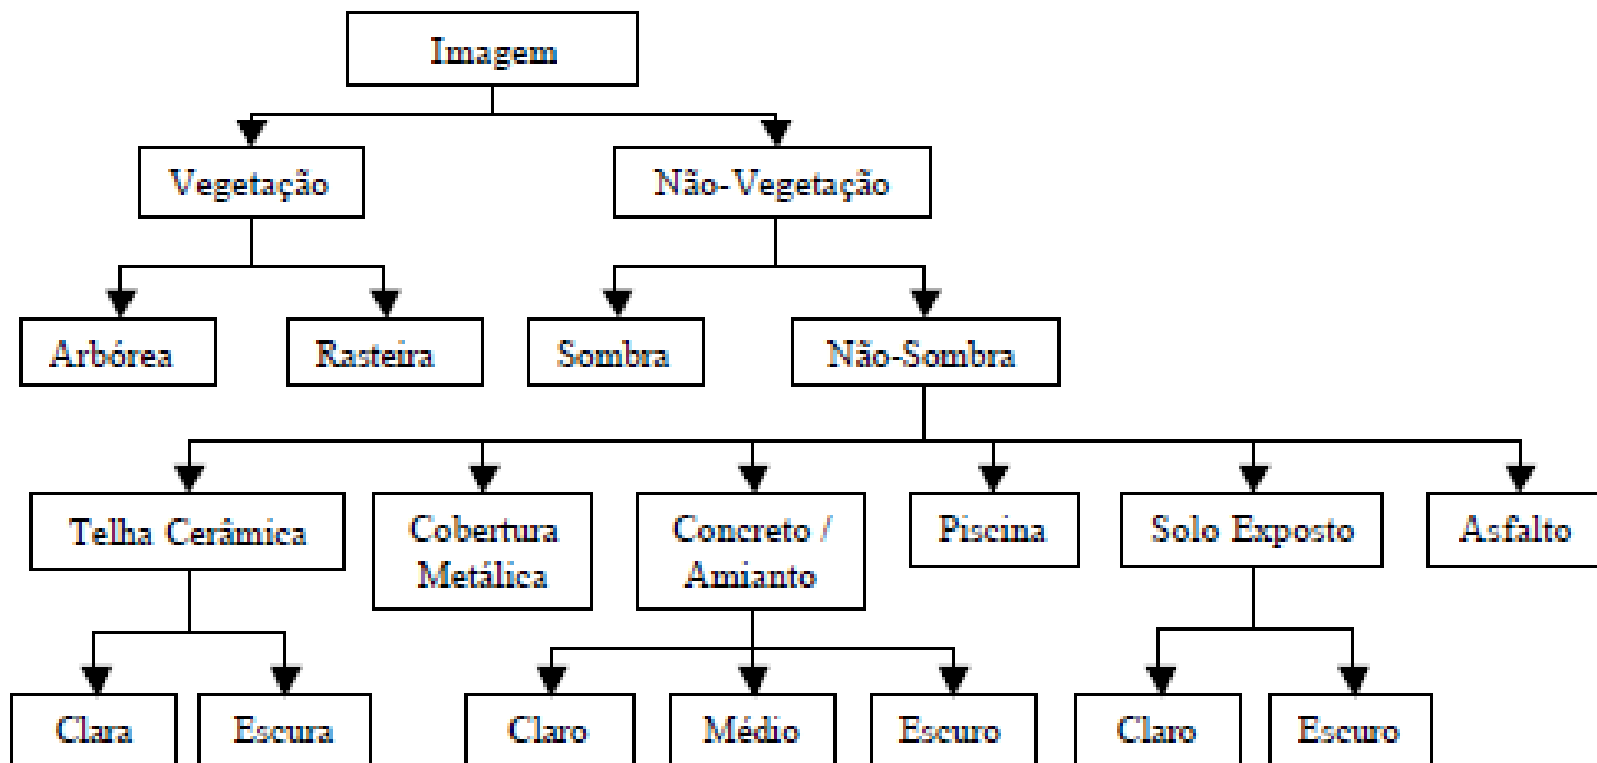 Imagem
Vegetação
Não-Vegetação
Arbórea
Rasteira
Sombra
Não-Sombra
Telha Cerâmica
Cobertura
Metálica
Concreto /
Amianto
Piscina
Solo Exposto
Asfalto
Clara
Escura
Claro
Médio
Escuro
Claro
Escuro